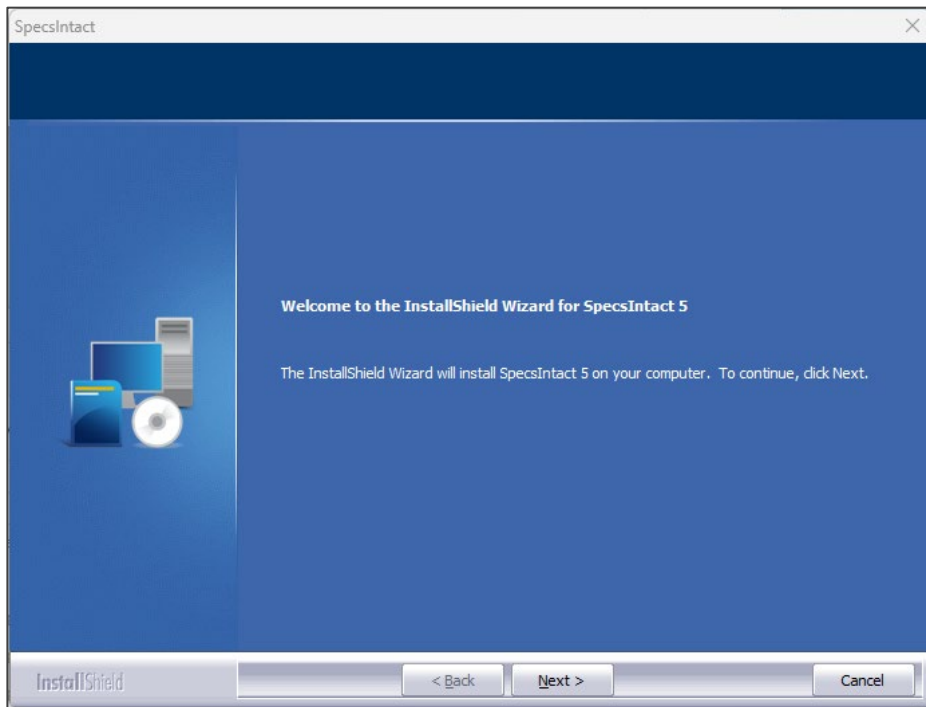 SpecsIntact
Welcome to the InstallShield Wizard for SpecsIntact 5
The InstallShield Wizard will install SpecsIntact 5 on your computer.  To continue, click Next.
InstallShield
< Back
Next >
Cancel